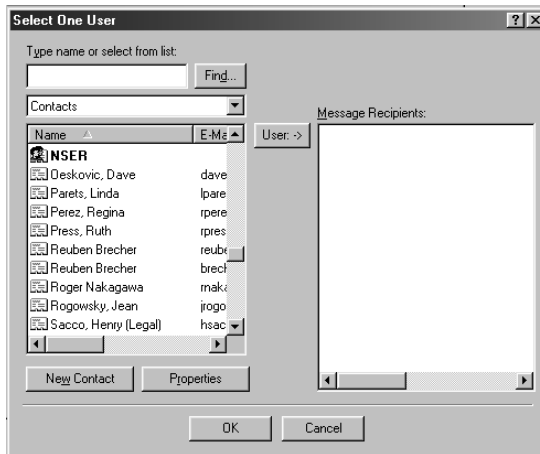 Select One User
Type name or select from list:
Find...
Contacts
Message Recipients:
Name E-Ma
User: ->
NSER
Oeskovic, Dave dave
Parets, Linda lpare
Perez, Regina rpere
Press, Ruth rpres
Reuben Brecher reube
Reuben Brecher brech
Roger Nakagawa rnaka
Rogowsky, Jean jrogo
Sacco, Henry (Legal) hsac
New Contact
Properties
OK
Cancel